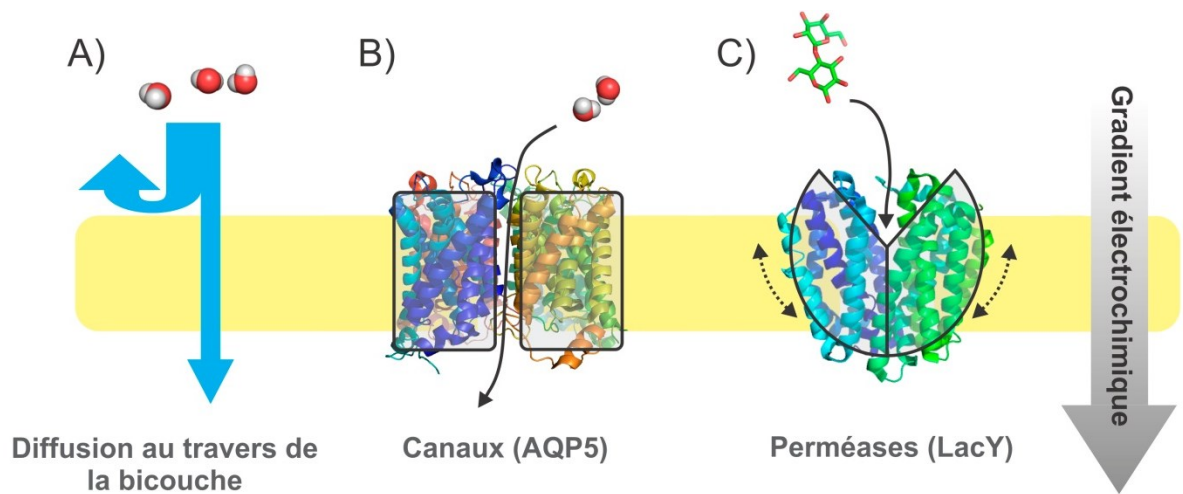 A)
B)
C)
Gradient électrochimique
Diffusion au travers de
la bicouche
Canaux (AQP5)
Perméases (LacY)